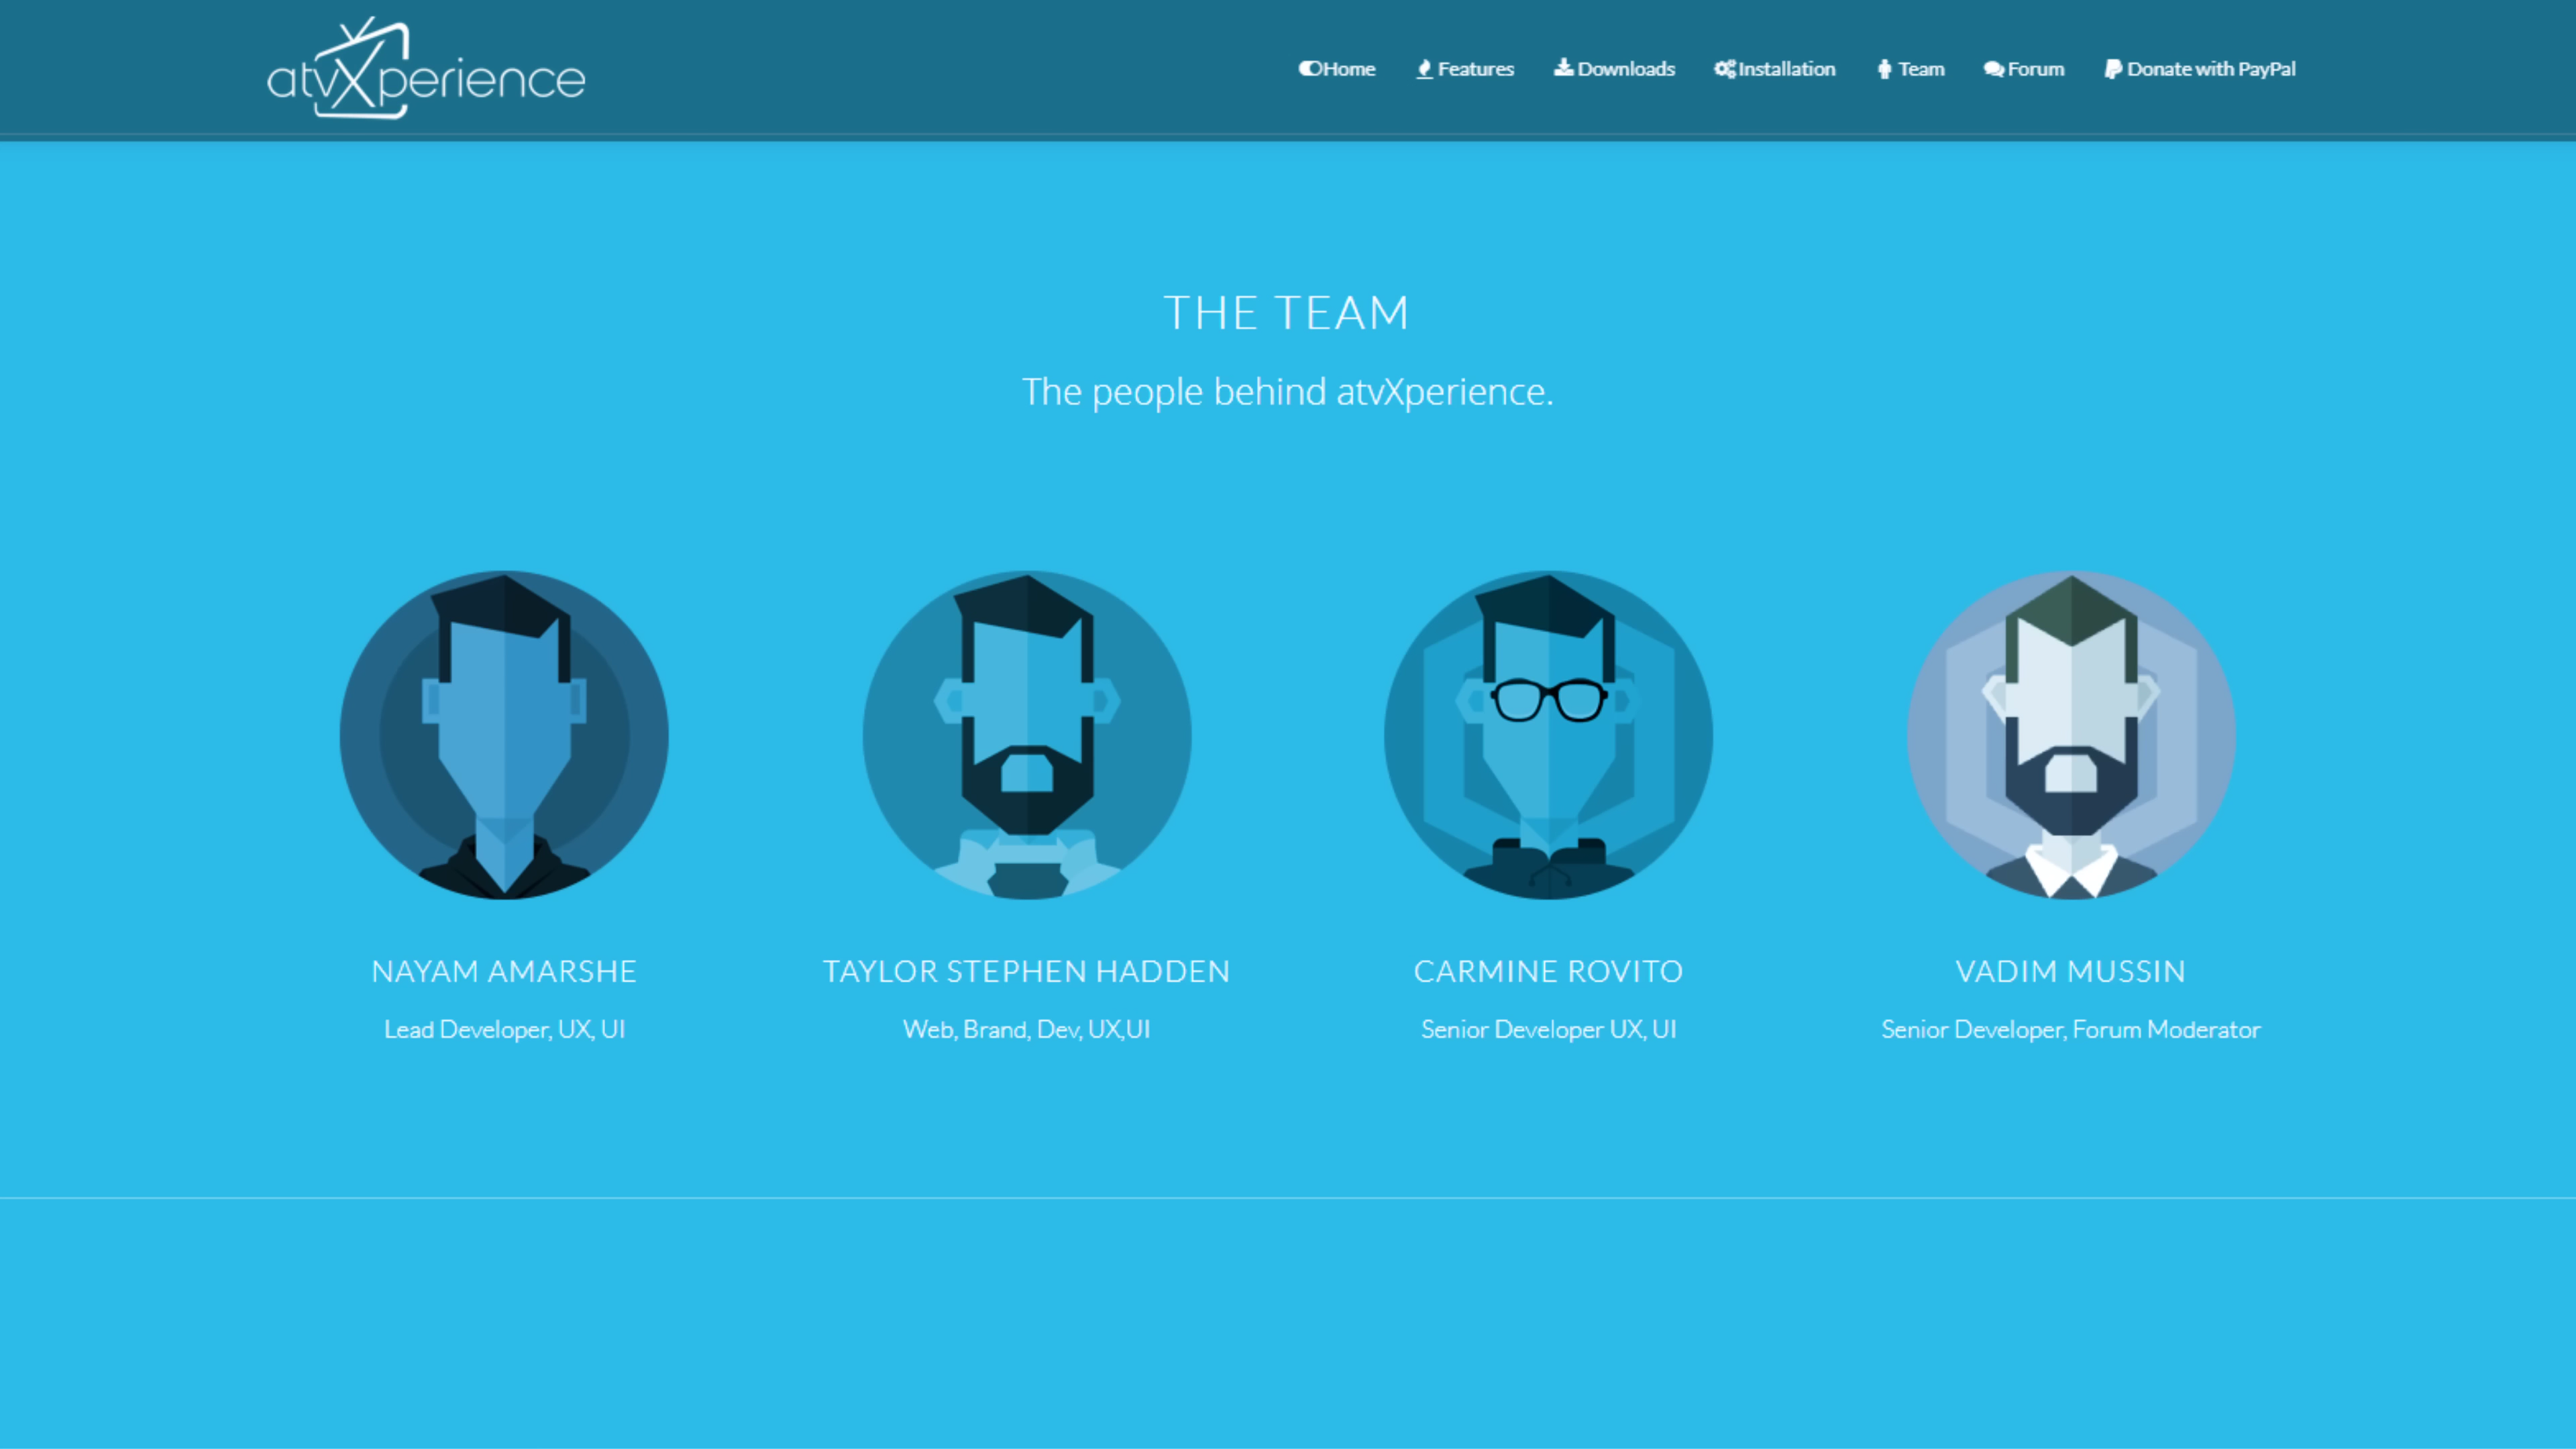 atvXperience
Home Features Downloads Installation Team Forum Donate with PayPal
THE TEAM
The people behind atvXperience.
NAYAM AMARSHE TAYLOR STEPHEN HADDEN CARMINE ROVITO VADIM MUSSIN
Lead Developer, UX, UI Web, Brand, Dev, UX,UI Senior Developer UX, UI Senior Developer, Forum Moderator